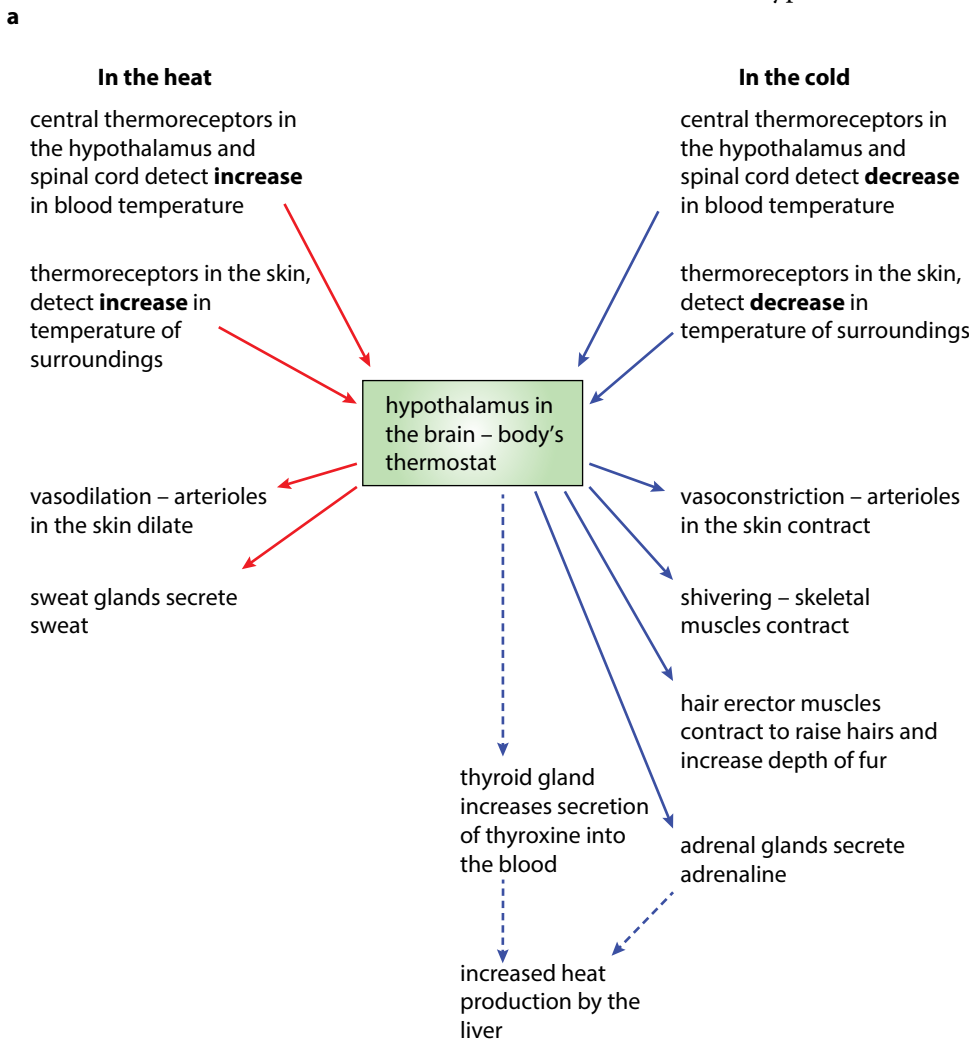 a
In the heat
central thermoreceptors in
the hypothalamus and
spinal cord detect increase
in blood temperature
thermoreceptors in the skin,
detect increase in
temperature of
surroundings
In the cold
central thermoreceptors in
the hypothalamus and
spinal cord detect decrease
in blood temperature
thermoreceptors in the skin,
detect decrease in
temperature of surroundings
hypothalamus in
the brain – body’s
thermostat
vasodilation – arterioles
in the skin dilate
sweat glands secrete
sweat
vasoconstriction – arterioles
in the skin contract
shivering – skeletal
muscles contract
hair erector muscles
contract to raise hairs and
increase depth of fur
thyroid gland
increases secretion
of thyroxine into
the blood
adrenal glands secrete
adrenaline
increased heat
production by the
liver